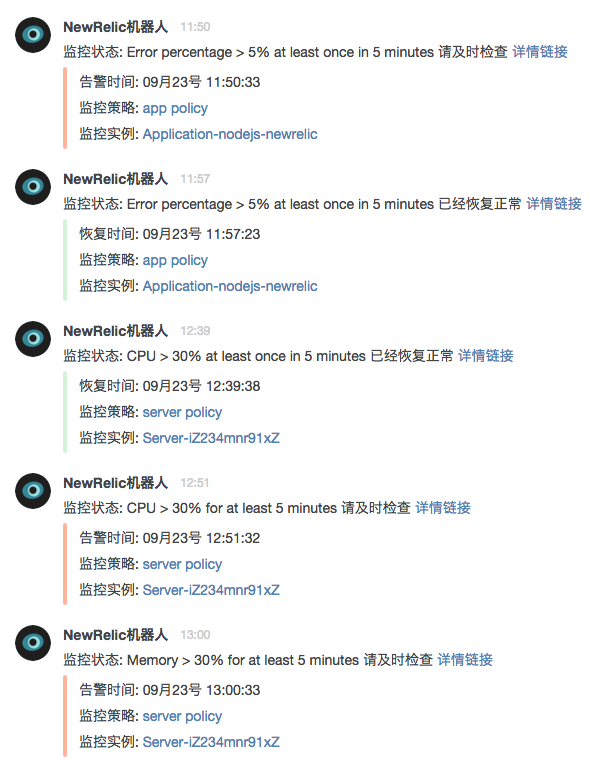 NewRelic机器人 11:50
监控状态: Error percentage > 5% at least once in 5 minutes 请及时检查 详情链接
告警时间: 09月23号 11:50:33
监控策略: app policy
监控实例: Application-nodejs-newrelic
NewRelic机器人 11:57
监控状态: Error percentage > 5% at least once in 5 minutes 已经恢复正常 详情链接
恢复时间: 09月23号 11:57:23
监控策略: app policy
监控实例: Application-nodejs-newrelic
NewRelic机器人 12:39
监控状态: CPU > 30% at least once in 5 minutes 已经恢复正常 详情链接
恢复时间: 09月23号 12:39:38
监控策略: server policy
监控实例: Server-iZ234mnr91xZ
NewRelic机器人 12:51
监控状态: CPU > 30% for at least 5 minutes 请及时检查 详情链接
告警时间: 09月23号 12:51:32
监控策略: server policy
监控实例: Server-iZ234mnr91xZ
NewRelic机器人 13:00
监控状态: Memory > 30% for at least 5 minutes 请及时检查 详情链接
告警时间: 09月23号 13:00:33
监控策略: server policy
监控实例: Server-iZ234mnr91xZ